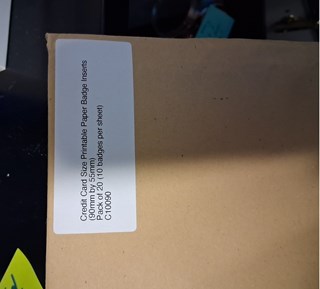 Credit Card Size Printable Paper Badge Inserts
(90mm by 55mm)
Pack of 20 (10 badges per sheet)
C10090